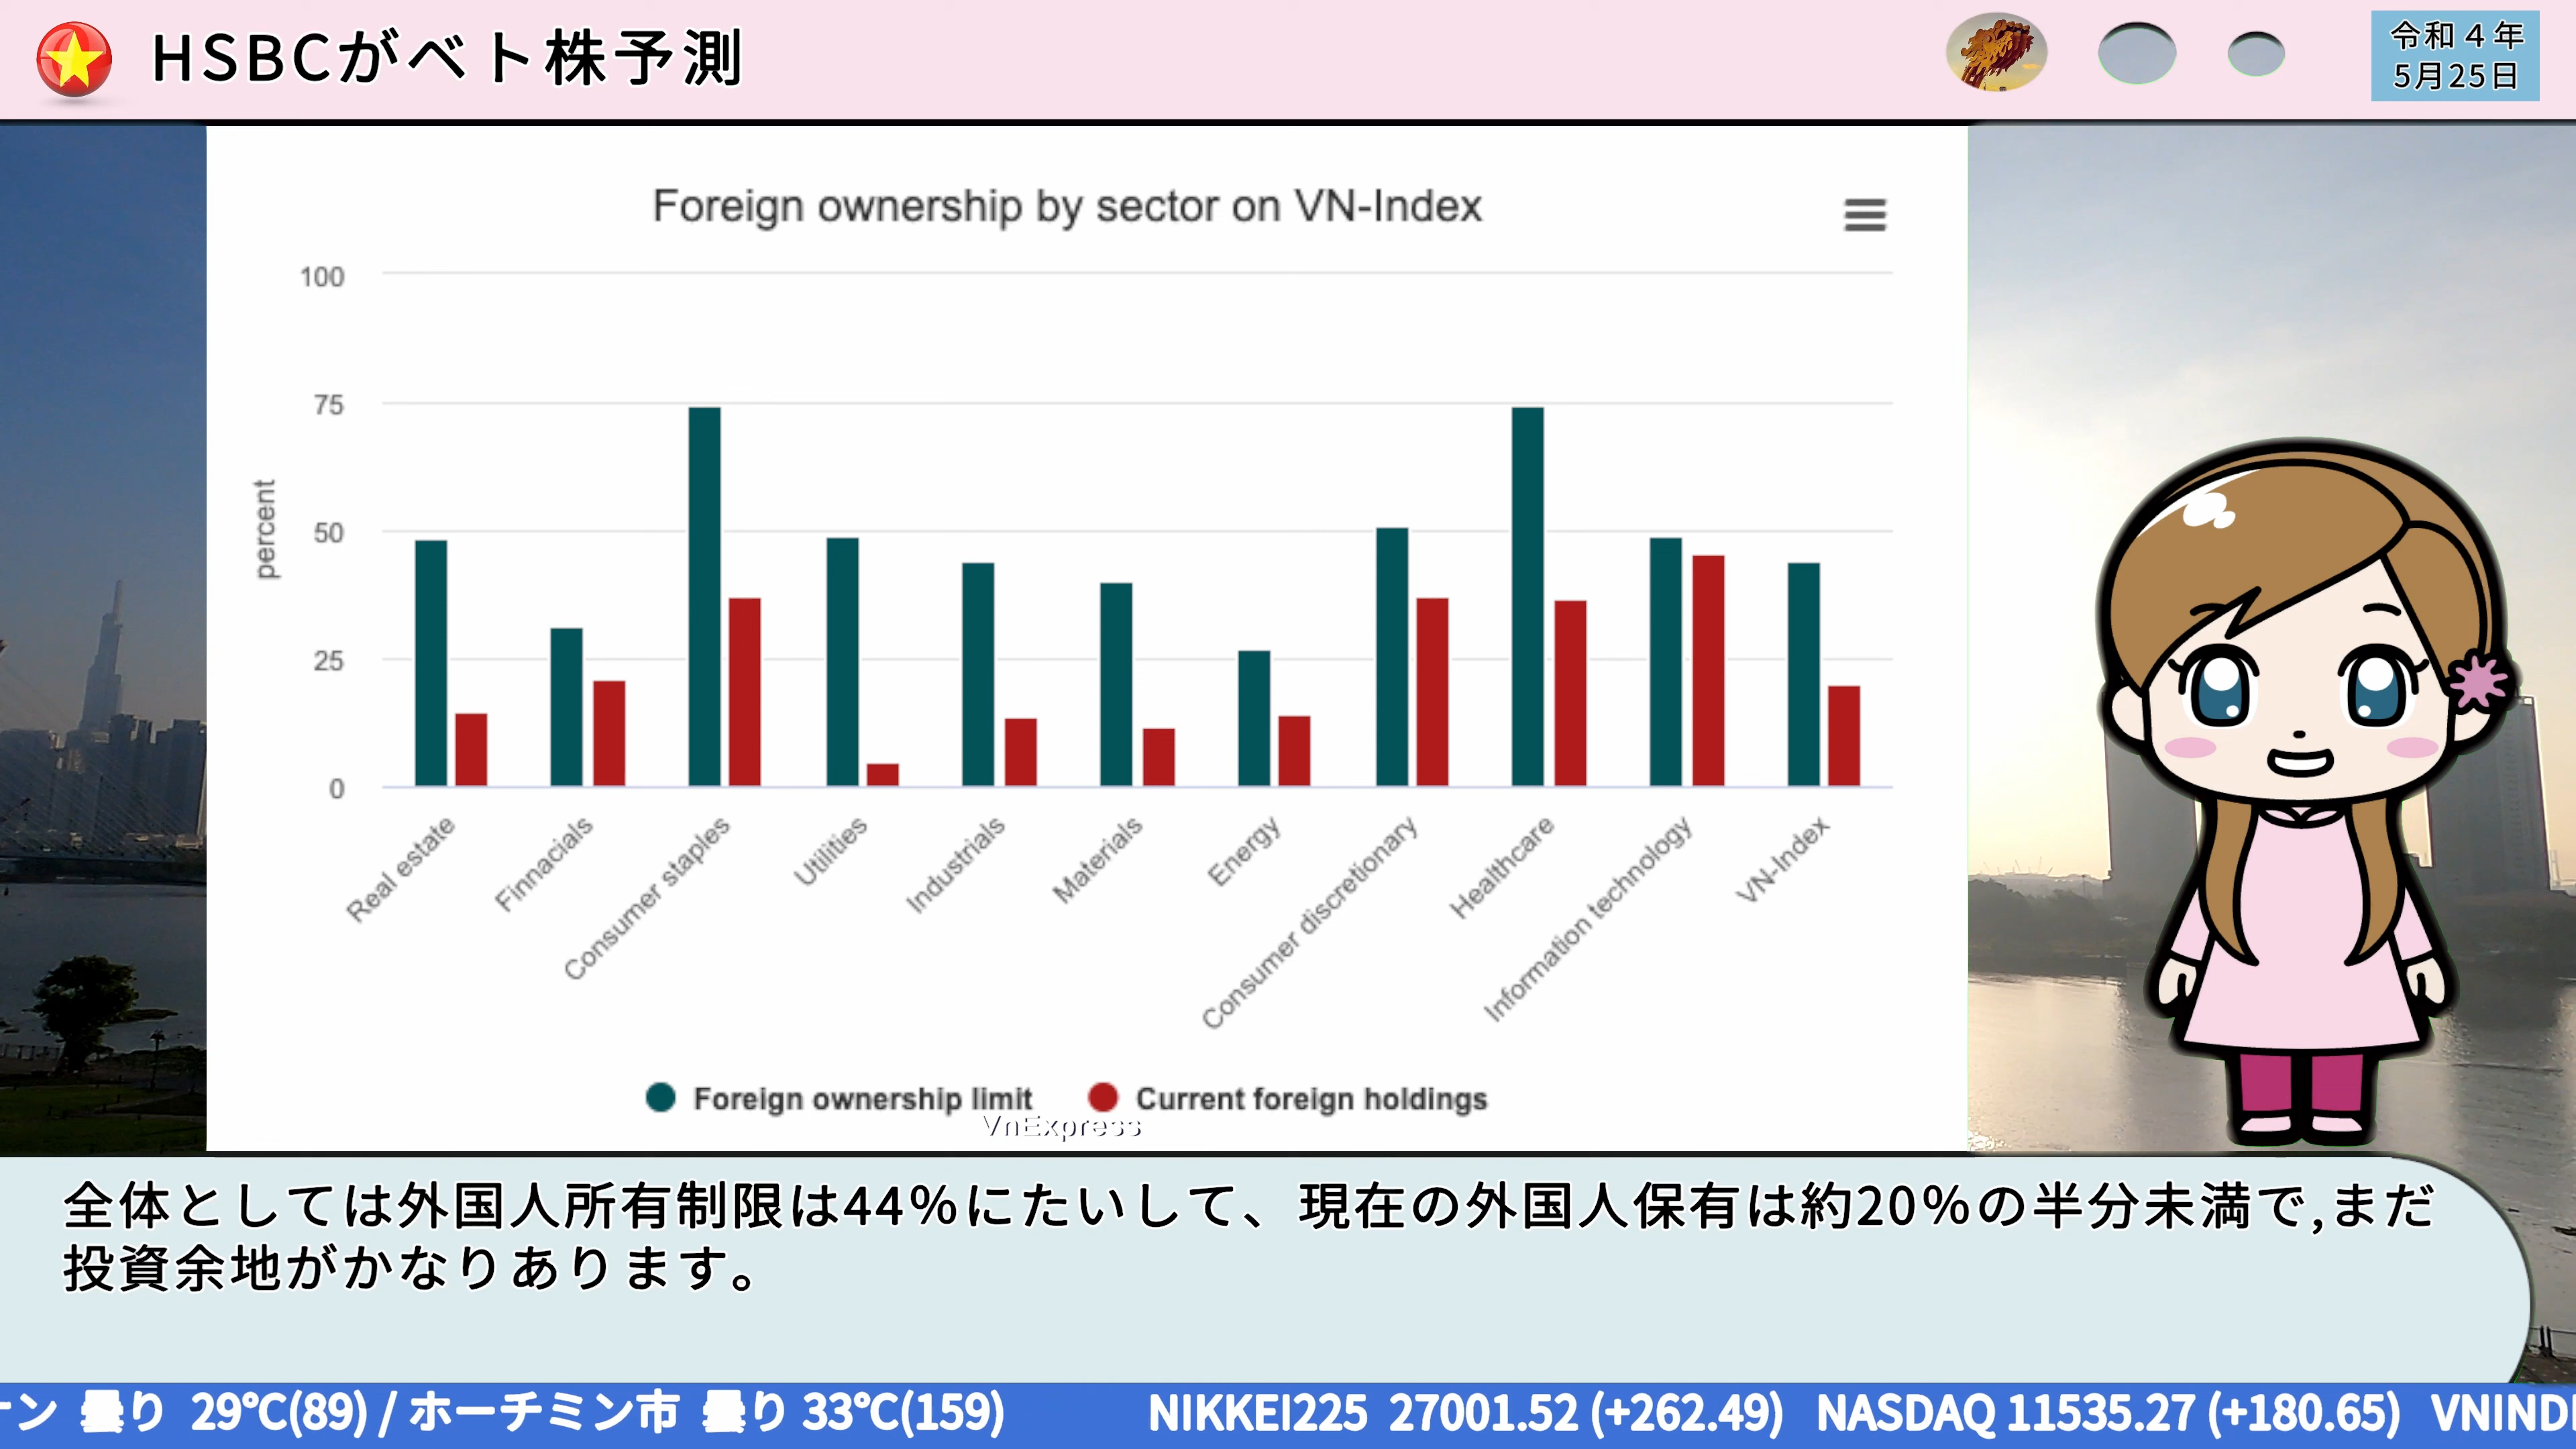 HSBCがベト株予測
令和４年
5月25日
Foreign ownership by sector on VN-Index
100
75
50
25
0
percent
Real estate
Finnacials
Consumer staples
Utilities
Industrials
Materials
Energy
Consumer discretionary
Healthcare
Information technology
VN-Index
Foreign ownership limit
Current foreign holdings
VnExpress
全体としては外国人所有制限は44%にたいして、現在の外国人保有は約20%の半分未満で,まだ
投資余地がかなりあります。
ン 曇り 29℃(89) / ホーチミン市 曇り 33℃(159) NIKKEI225 27001.52 (+262.49) NASDAQ 11535.27 (+180.65) VNIND